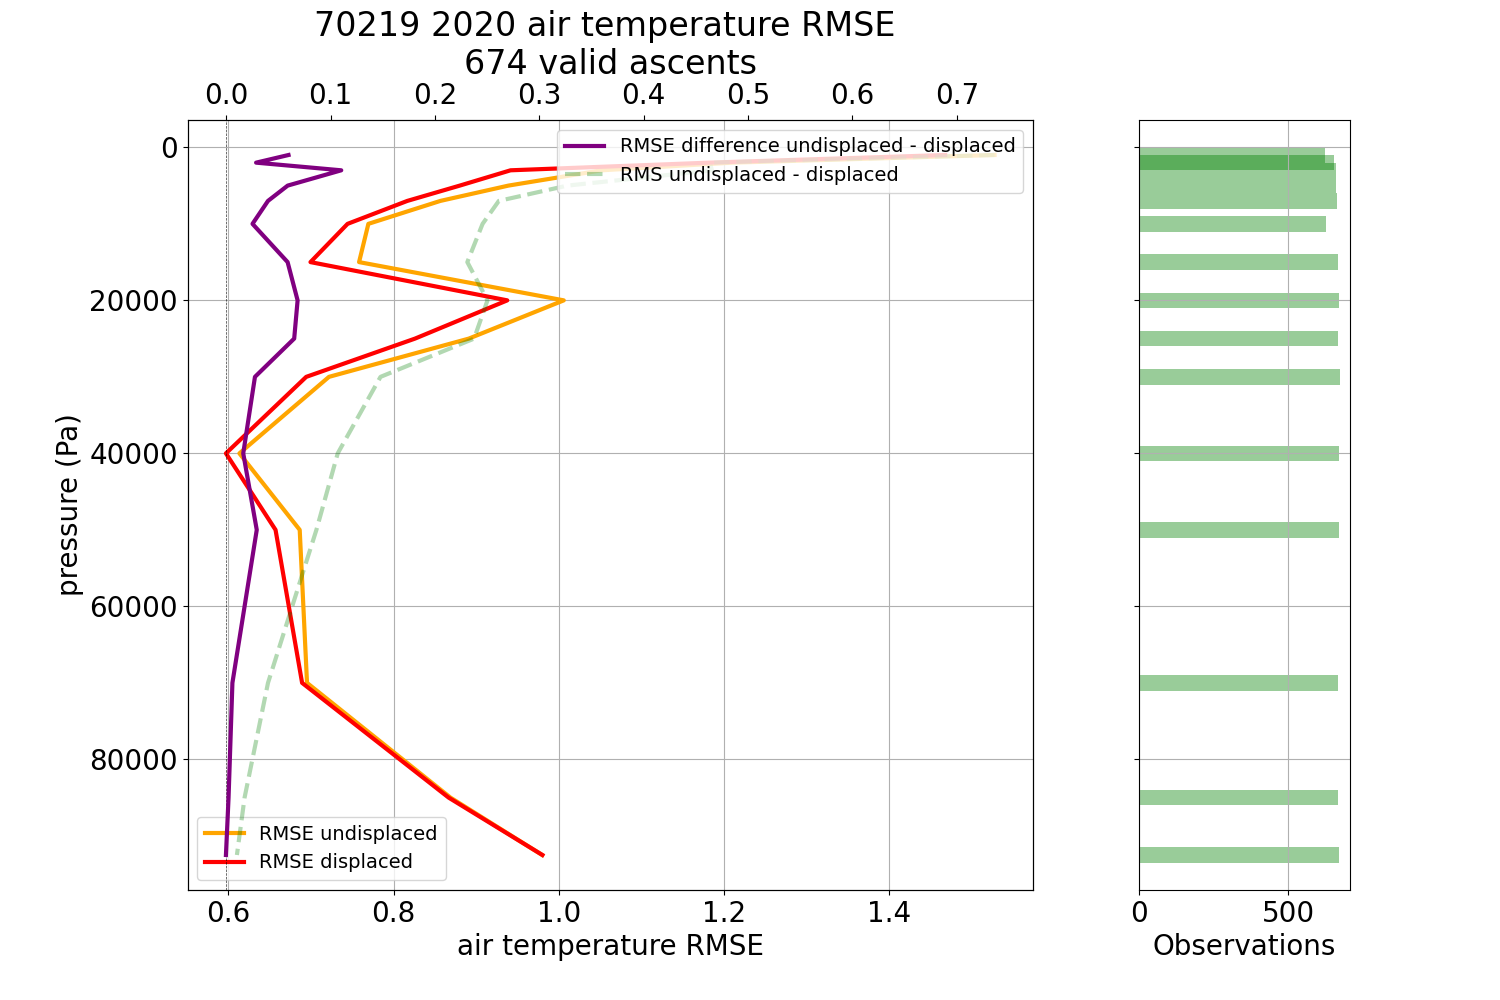 70219 2020 air temperature RMSE
674 valid ascents
0.0 0.1 0.2 0.3 0.4 0.5 0.6 0.7
RMSE difference undisplaced - displaced
RMS undisplaced - displaced
0
20000
40000
60000
80000
pressure (Pa)
RMSE undisplaced
RMSE displaced
0.6 0.8 1.0 1.2 1.4
air temperature RMSE
0 500
Observations